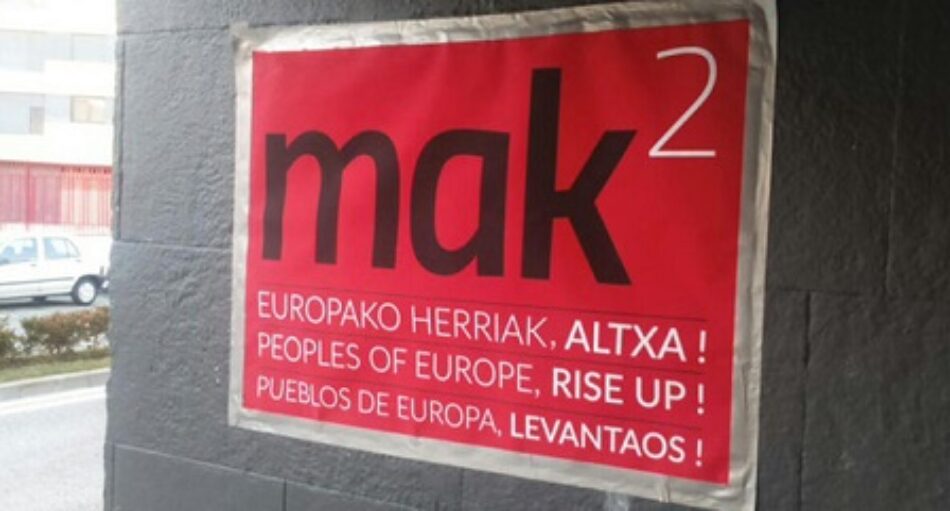 mak²
EUROPAKO HERRIAK, ALTXA !
PEOPLES OF EUROPE, RISE UP !
PUEBLOS DE EUROPA, LEVANTAOS !